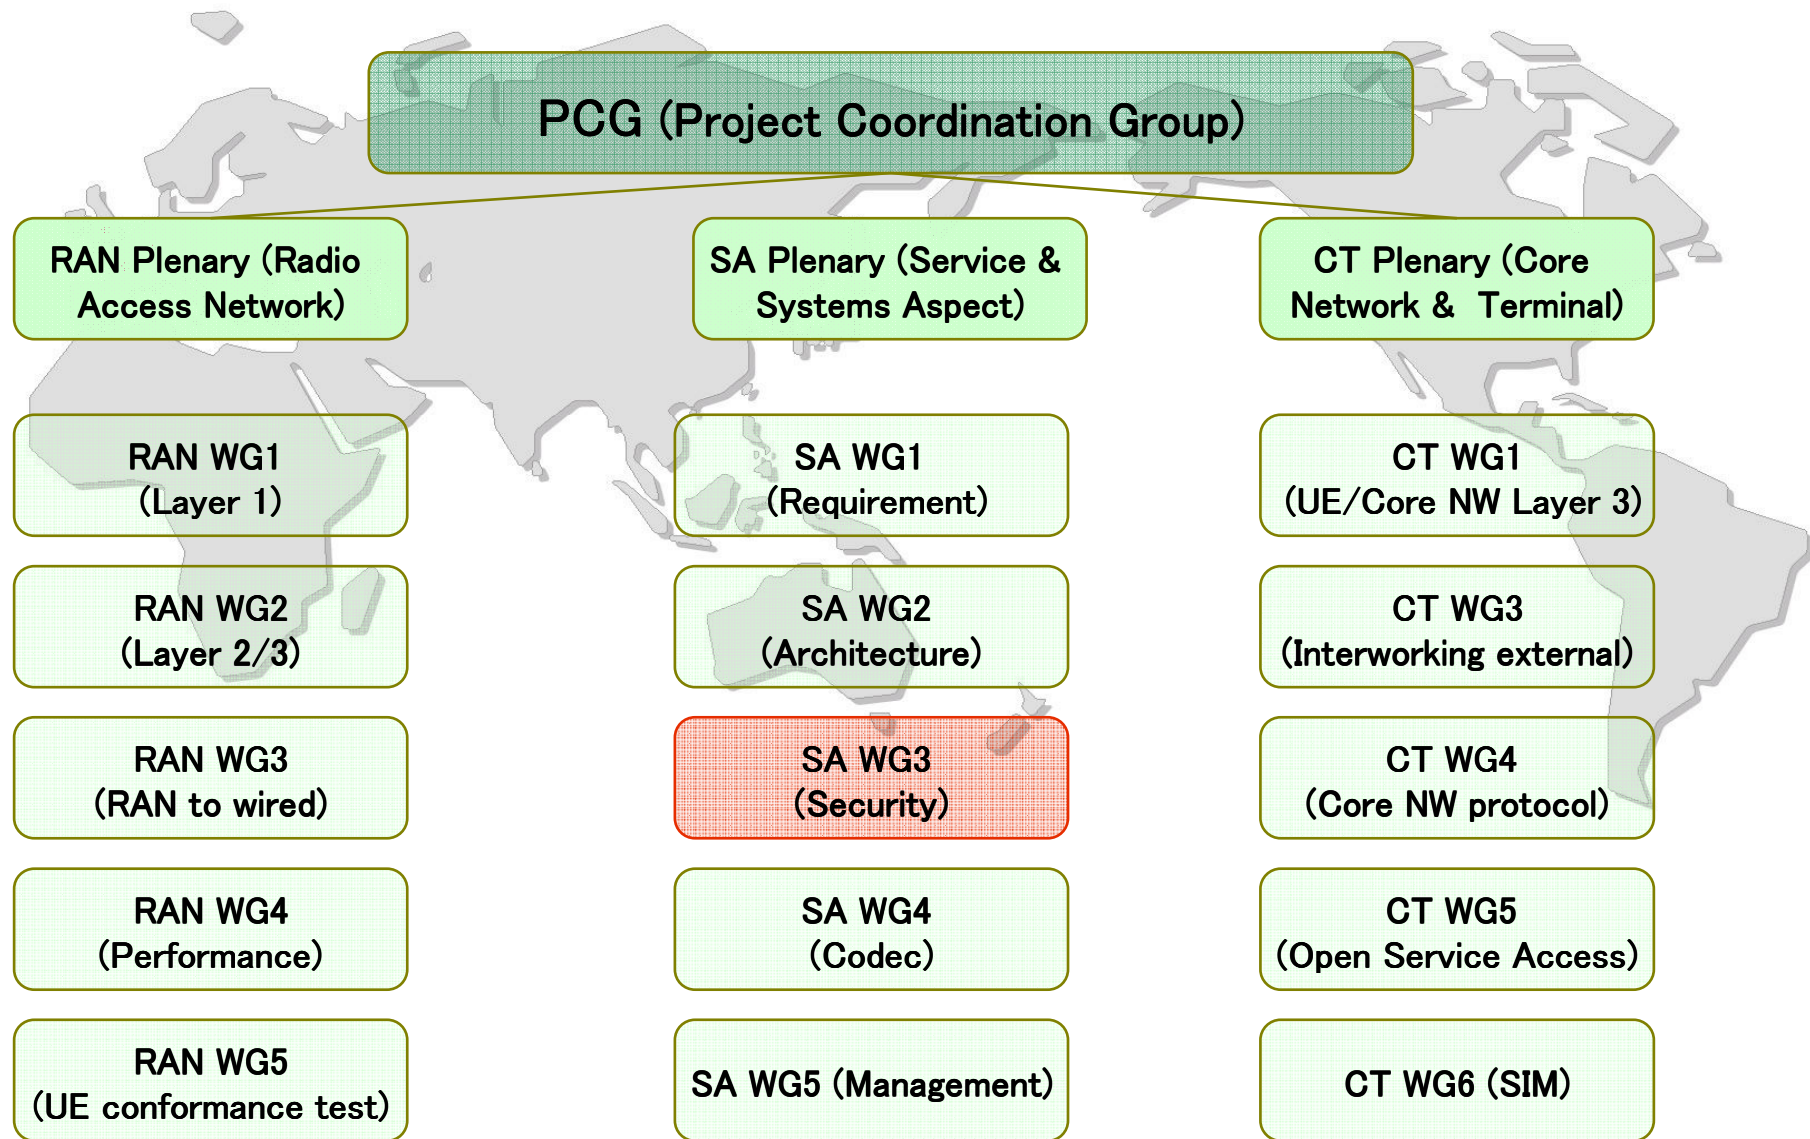 PCG (Project Coordination Group)
RAN Plenary (Radio
Access Network)
SA Plenary (Service &
Systems Aspect)
CT Plenary (Core
Network & Terminal)
RAN WG1
(Layer 1)
SA WG1
(Requirement)
CT WG1
(UE/Core NW Layer 3)
RAN WG2
(Layer 2/3)
SA WG2
(Architecture)
CT WG3
(Interworking external)
RAN WG3
(RAN to wired)
SA WG3
(Security)
CT WG4
(Core NW protocol)
RAN WG4
(Performance)
SA WG4
(Codec)
CT WG5
(Open Service Access)
RAN WG5
(UE conformance test)
SA WG5 (Management)
CT WG6 (SIM)